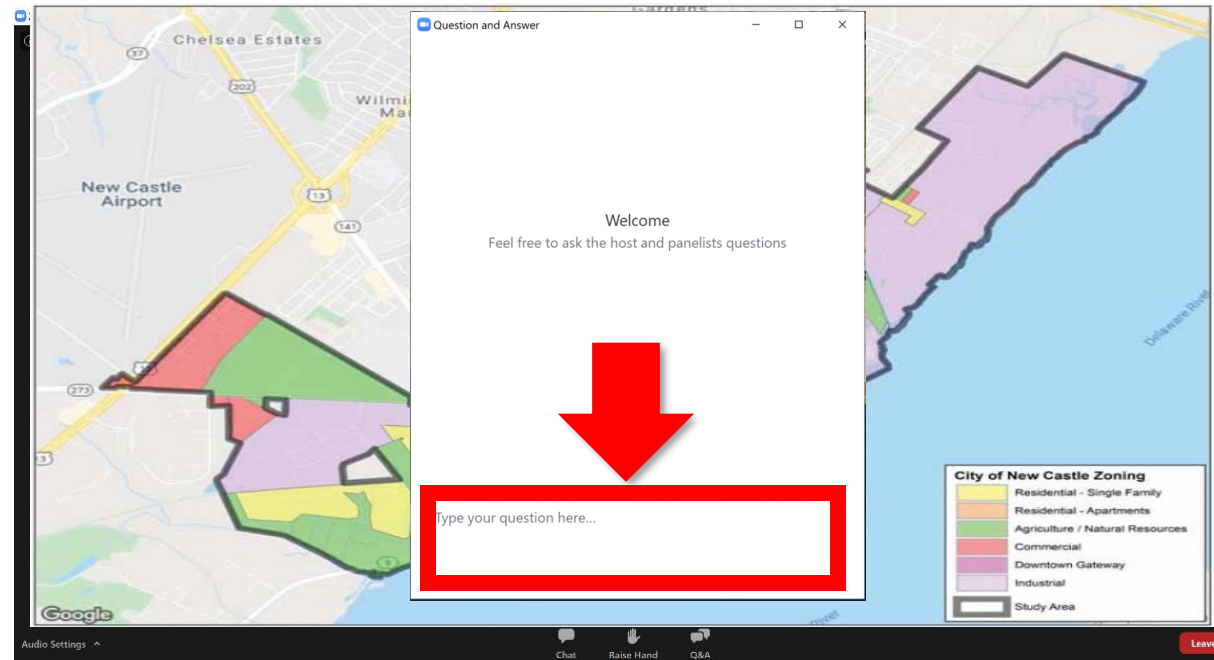 Gardens
Question and Answer
Chelsea Estates
37
202
New Castle
Airport
13
141
Welcome
Feel free to ask the host and panelists questions
Delaware River
273
13
Type your question here...
9
City of New Castle Zoning
Residential - Single Family
Residential - Apartments
Agriculture / Natural Resources
Commercial
Downtown Gateway
Industrial
Study Area
Google
Audio Settings
Chat
Raise Hand
Q&A
Leave